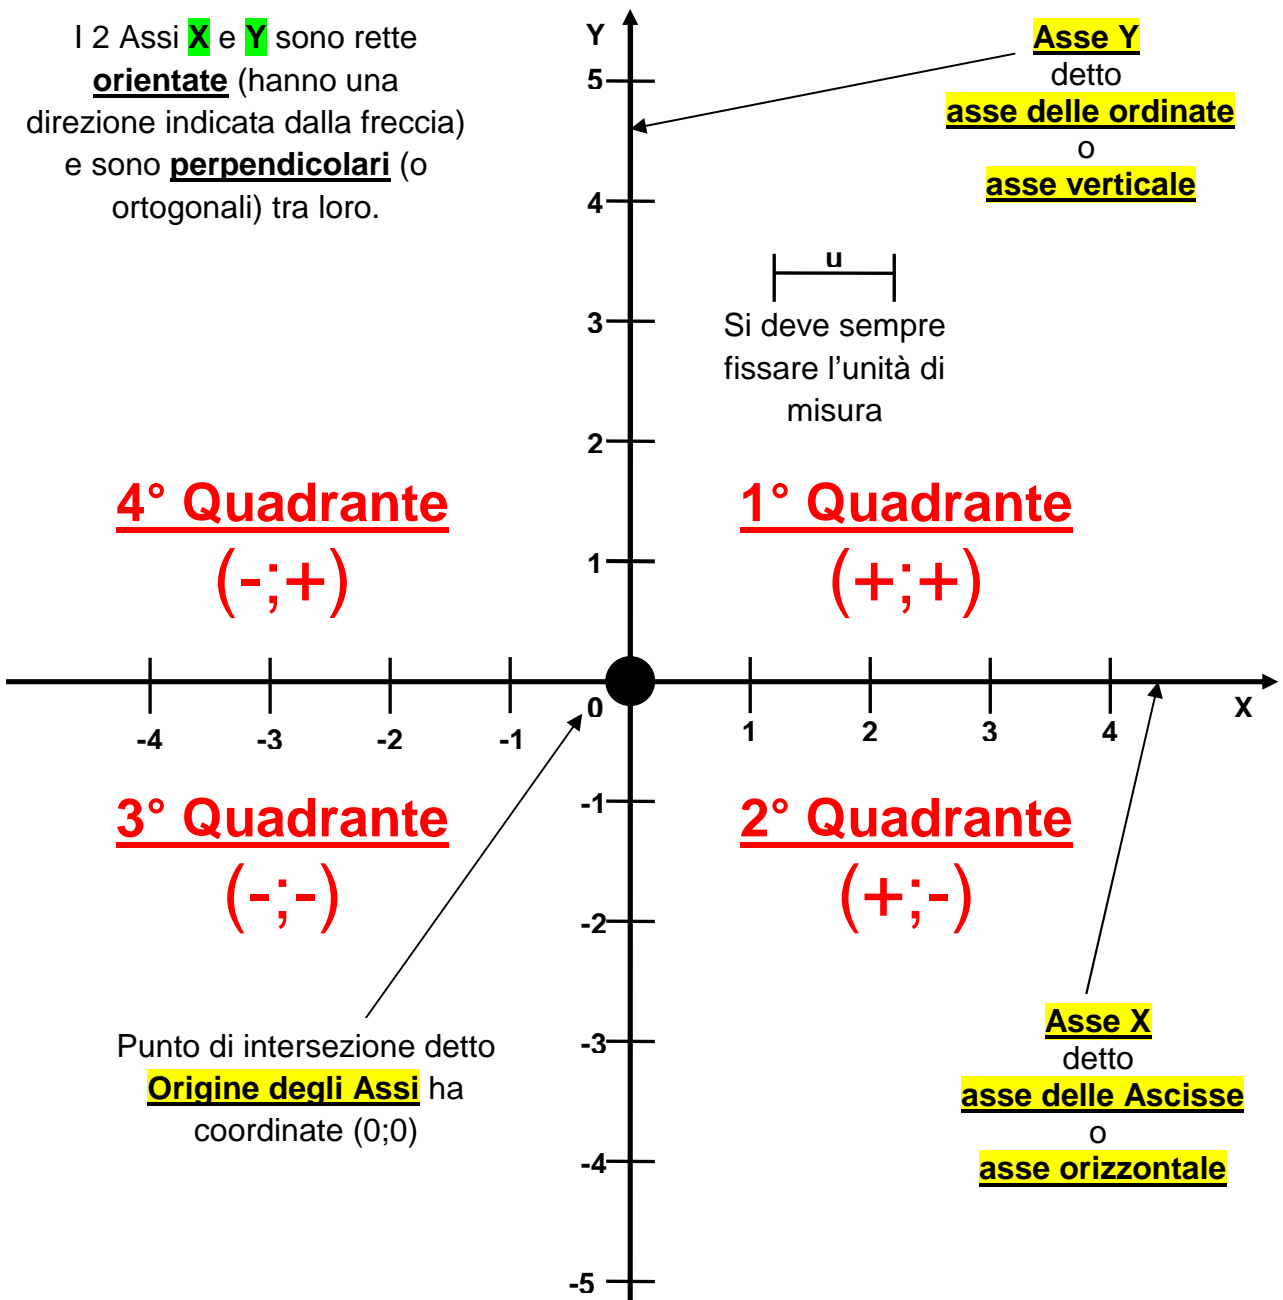 I 2 Assi X e Y sono rette
orientate (hanno una
direzione indicata dalla freccia)
e sono perpendicolari (o
ortogonali) tra loro.
Y
Asse Y
detto
asse delle ordinate
o
asse verticale
5
4
u
Si deve sempre
fissare l'unità di
misura
3
2
4° Quadrante
(-;+)
1° Quadrante
(+;+)
1
0
X
-4
-3
-2
-1
1
2
3
4
3° Quadrante
(-;-)
2° Quadrante
(+;-)
-1
-2
Punto di intersezione detto
Origine degli Assi ha
coordinate (0;0)
-3
-4
-5
Asse X
detto
asse delle Ascisse
o
asse orizzontale